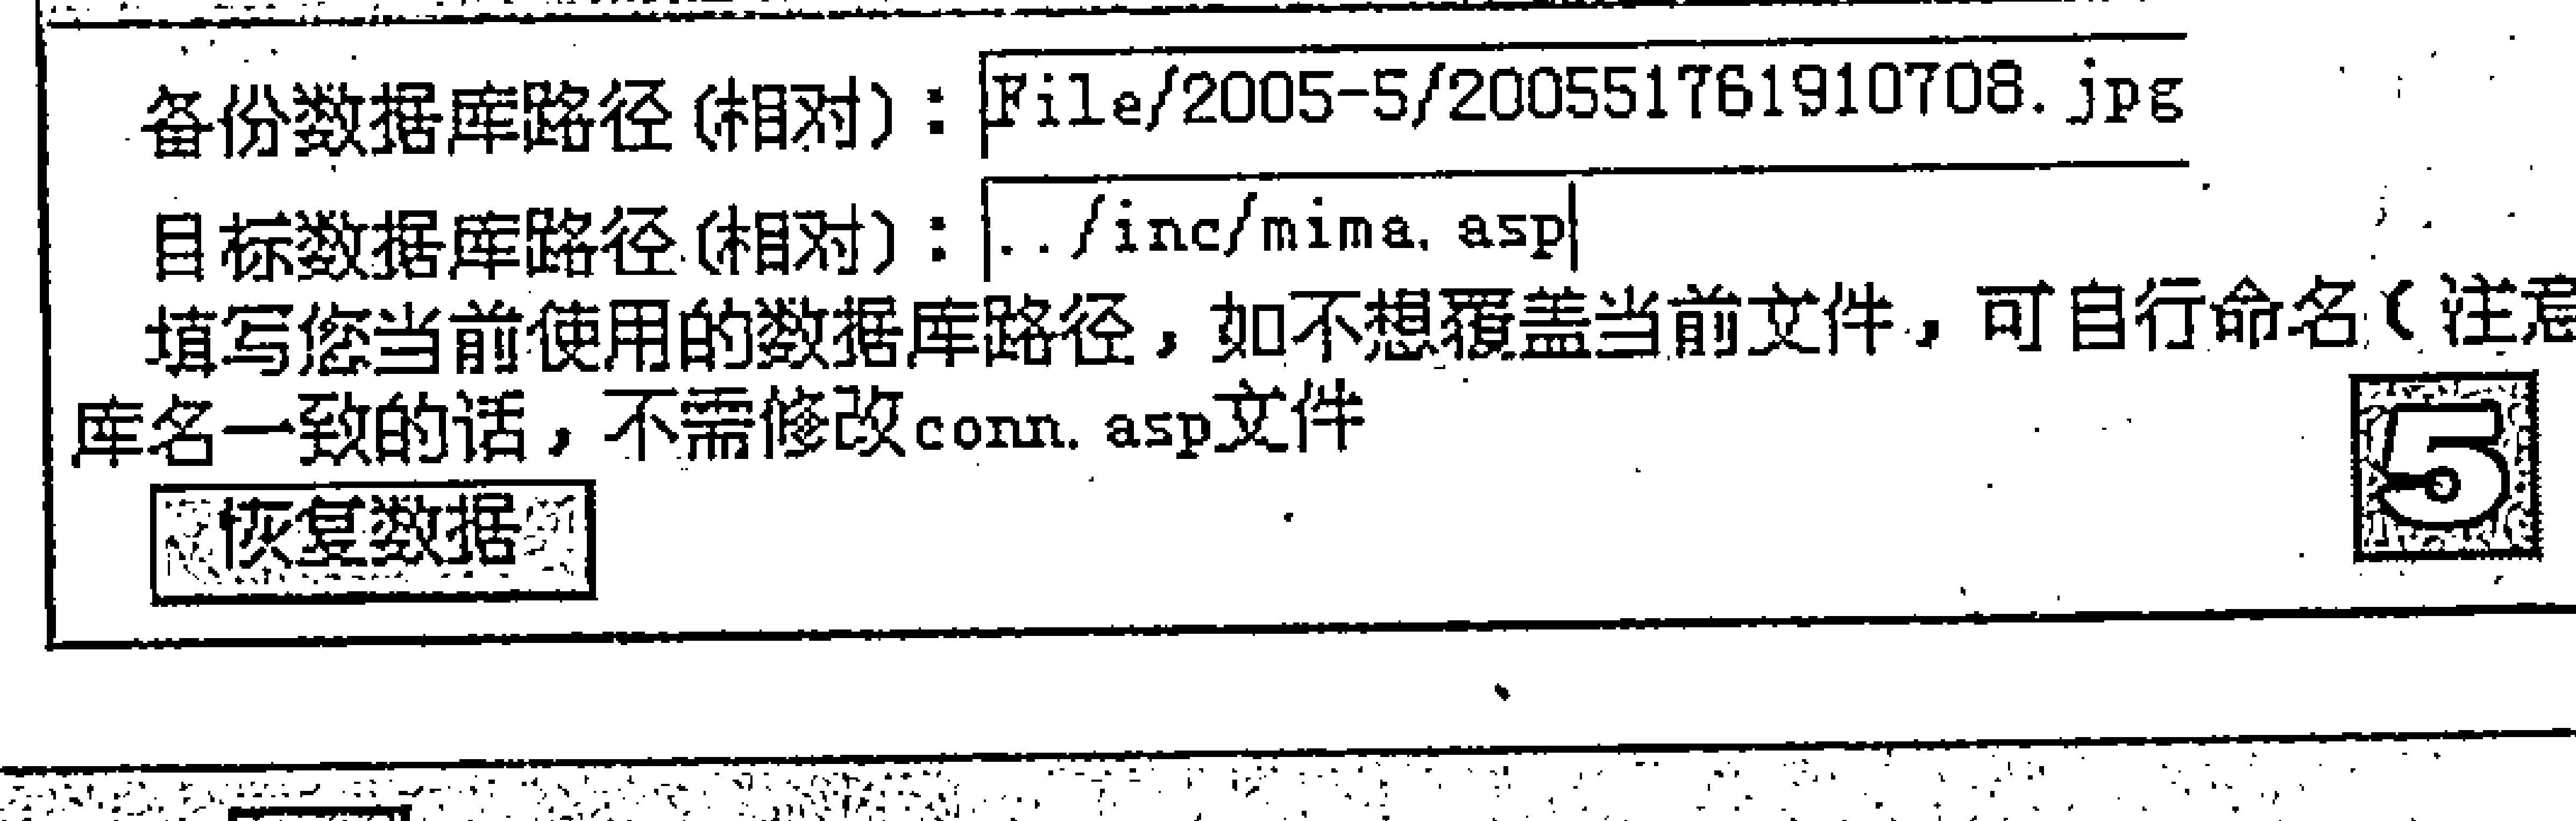 备份数据库路径(相对)：File/2005-5/200551761910708.jpg
目标数据库路径(相对)：../inc/mima.asp
填写您当前使用的数据库路径，如不想覆盖当前文件，可自行命名(注意
库名一致的话，不需修改conn.asp文件
5
恢复数据